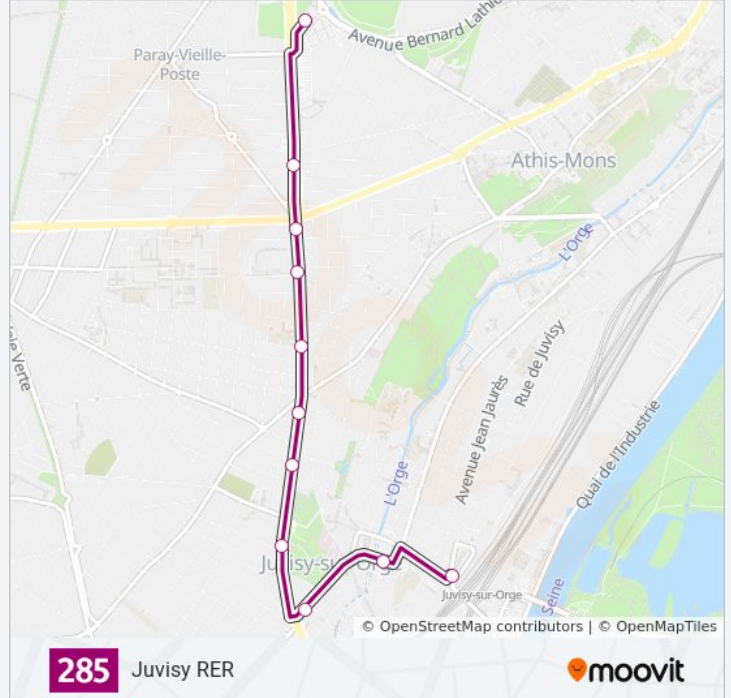 Avenue Bernard Lathiè
Paray-Vieille-
Poste
Athis-Mons
L'Orge
Rue de Juvisy
Avenue Jean Jaurès
Quai de l'Industrie
L'Orge
Juvisy-sur-Orge
Juvisy-sur-Orge
Seine
© OpenStreetMap contributors | © OpenMapTiles
285 Juvisy RER
moovit